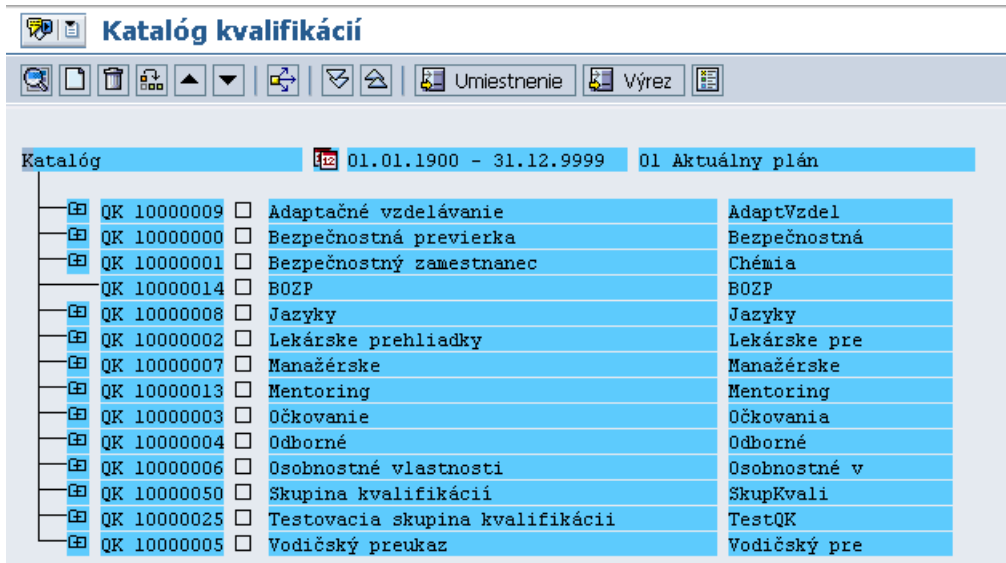 Katalóg kvalifikácií
Umiestnenie Výrez
Katalóg 01.01.1900 - 31.12.9999 01 Aktuálny plán
QK 10000009 Adaptačné vzdelávanie AdaptVzdel
QK 10000000 Bezpečnostná previerka Bezpečnostná
QK 10000001 Bezpečnostný zamestnanec Chémia
QK 10000014 BOZP BOZP
QK 10000008 Jazyky Jazyky
QK 10000002 Lekárske prehliadky Lekárske pre
QK 10000007 Manažérske Manažérske
QK 10000013 Mentoring Mentoring
QK 10000003 Očkovanie Očkovania
QK 10000004 Odborné Odborné
QK 10000006 Osobnostné vlastnosti Osobnostné v
QK 10000050 Skupina kvalifikácií SkupKvali
QK 10000025 Testovacia skupina kvalifikácii TestQK
QK 10000005 Vodičský preukaz Vodičský pre